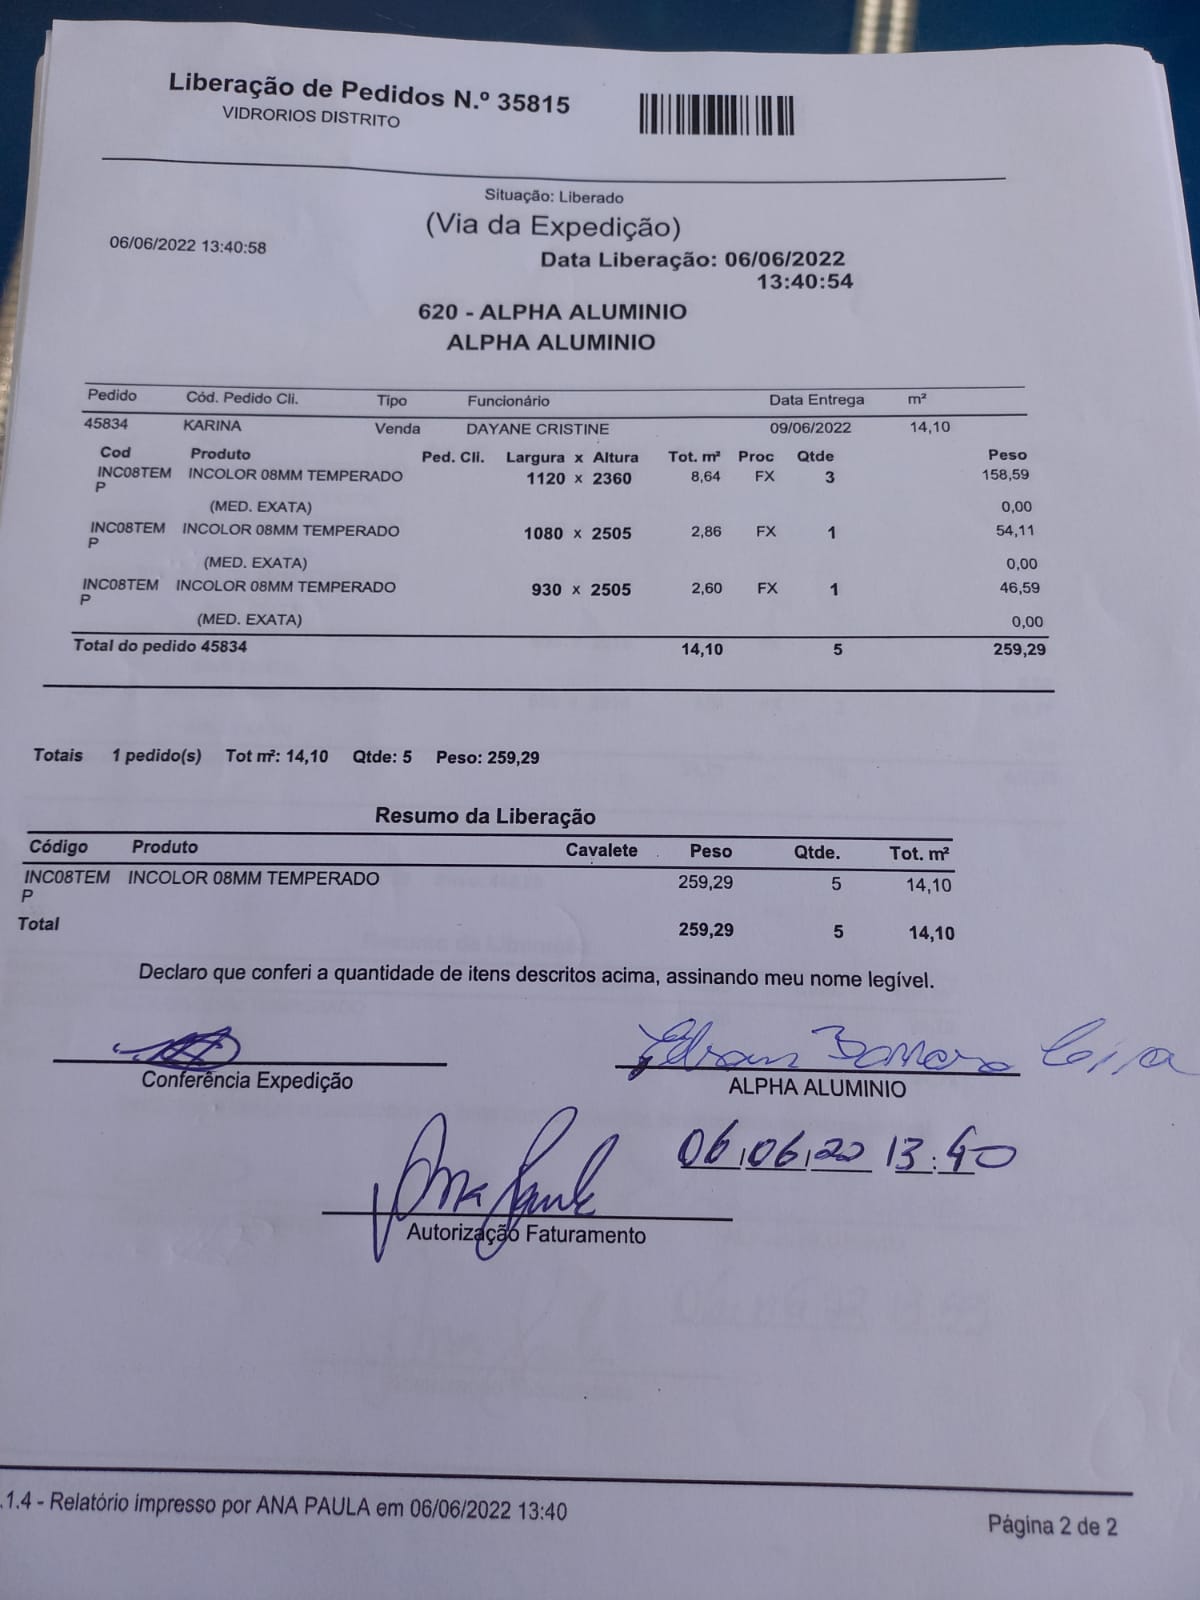 Liberação de Pedidos N.º 35815
VIDRORIOS DISTRITO
Situação: Liberado
(Via da Expedição)
06/06/2022 13:40:58
Data Liberação: 06/06/2022
13:40:54
620 - ALPHA ALUMINIO
ALPHA ALUMINIO
Pedido Cód. Pedido Cli. Tipo Funcionário Data Entrega m²
45834 KARINA Venda DAYANE CRISTINE 09/06/2022 14,10
Cod Produto Ped. Cli. Largura x Altura Tot. m² Proc Qtde Peso
INC08TEM INCOLOR 08MM TEMPERADO 1120 x 2360 8,64 FX 3 158,59
P
(MED. EXATA) 0,00
INC08TEM INCOLOR 08MM TEMPERADO 1080 x 2505 2,86 FX 1 54,11
P
(MED. EXATA) 0,00
INC08TEM INCOLOR 08MM TEMPERADO 930 x 2505 2,60 FX 1 46,59
P
(MED. EXATA) 0,00
Total do pedido 45834 14,10 5 259,29
Totais 1 pedido(s) Tot m²: 14,10 Qtde: 5 Peso: 259,29
Resumo da Liberação
Código Produto Cavalete Peso Qtde. Tot. m²
INC08TEM INCOLOR 08MM TEMPERADO 259,29 5 14,10
P
Total 259,29 5 14,10
Declaro que conferi a quantidade de itens descritos acima, assinando meu nome legível.
Conferência Expedição
ALPHA ALUMINIO
06/06/22 13:40
Ana Paula
Autorização Faturamento
.1.4 - Relatório impresso por ANA PAULA em 06/06/2022 13:40
Página 2 de 2